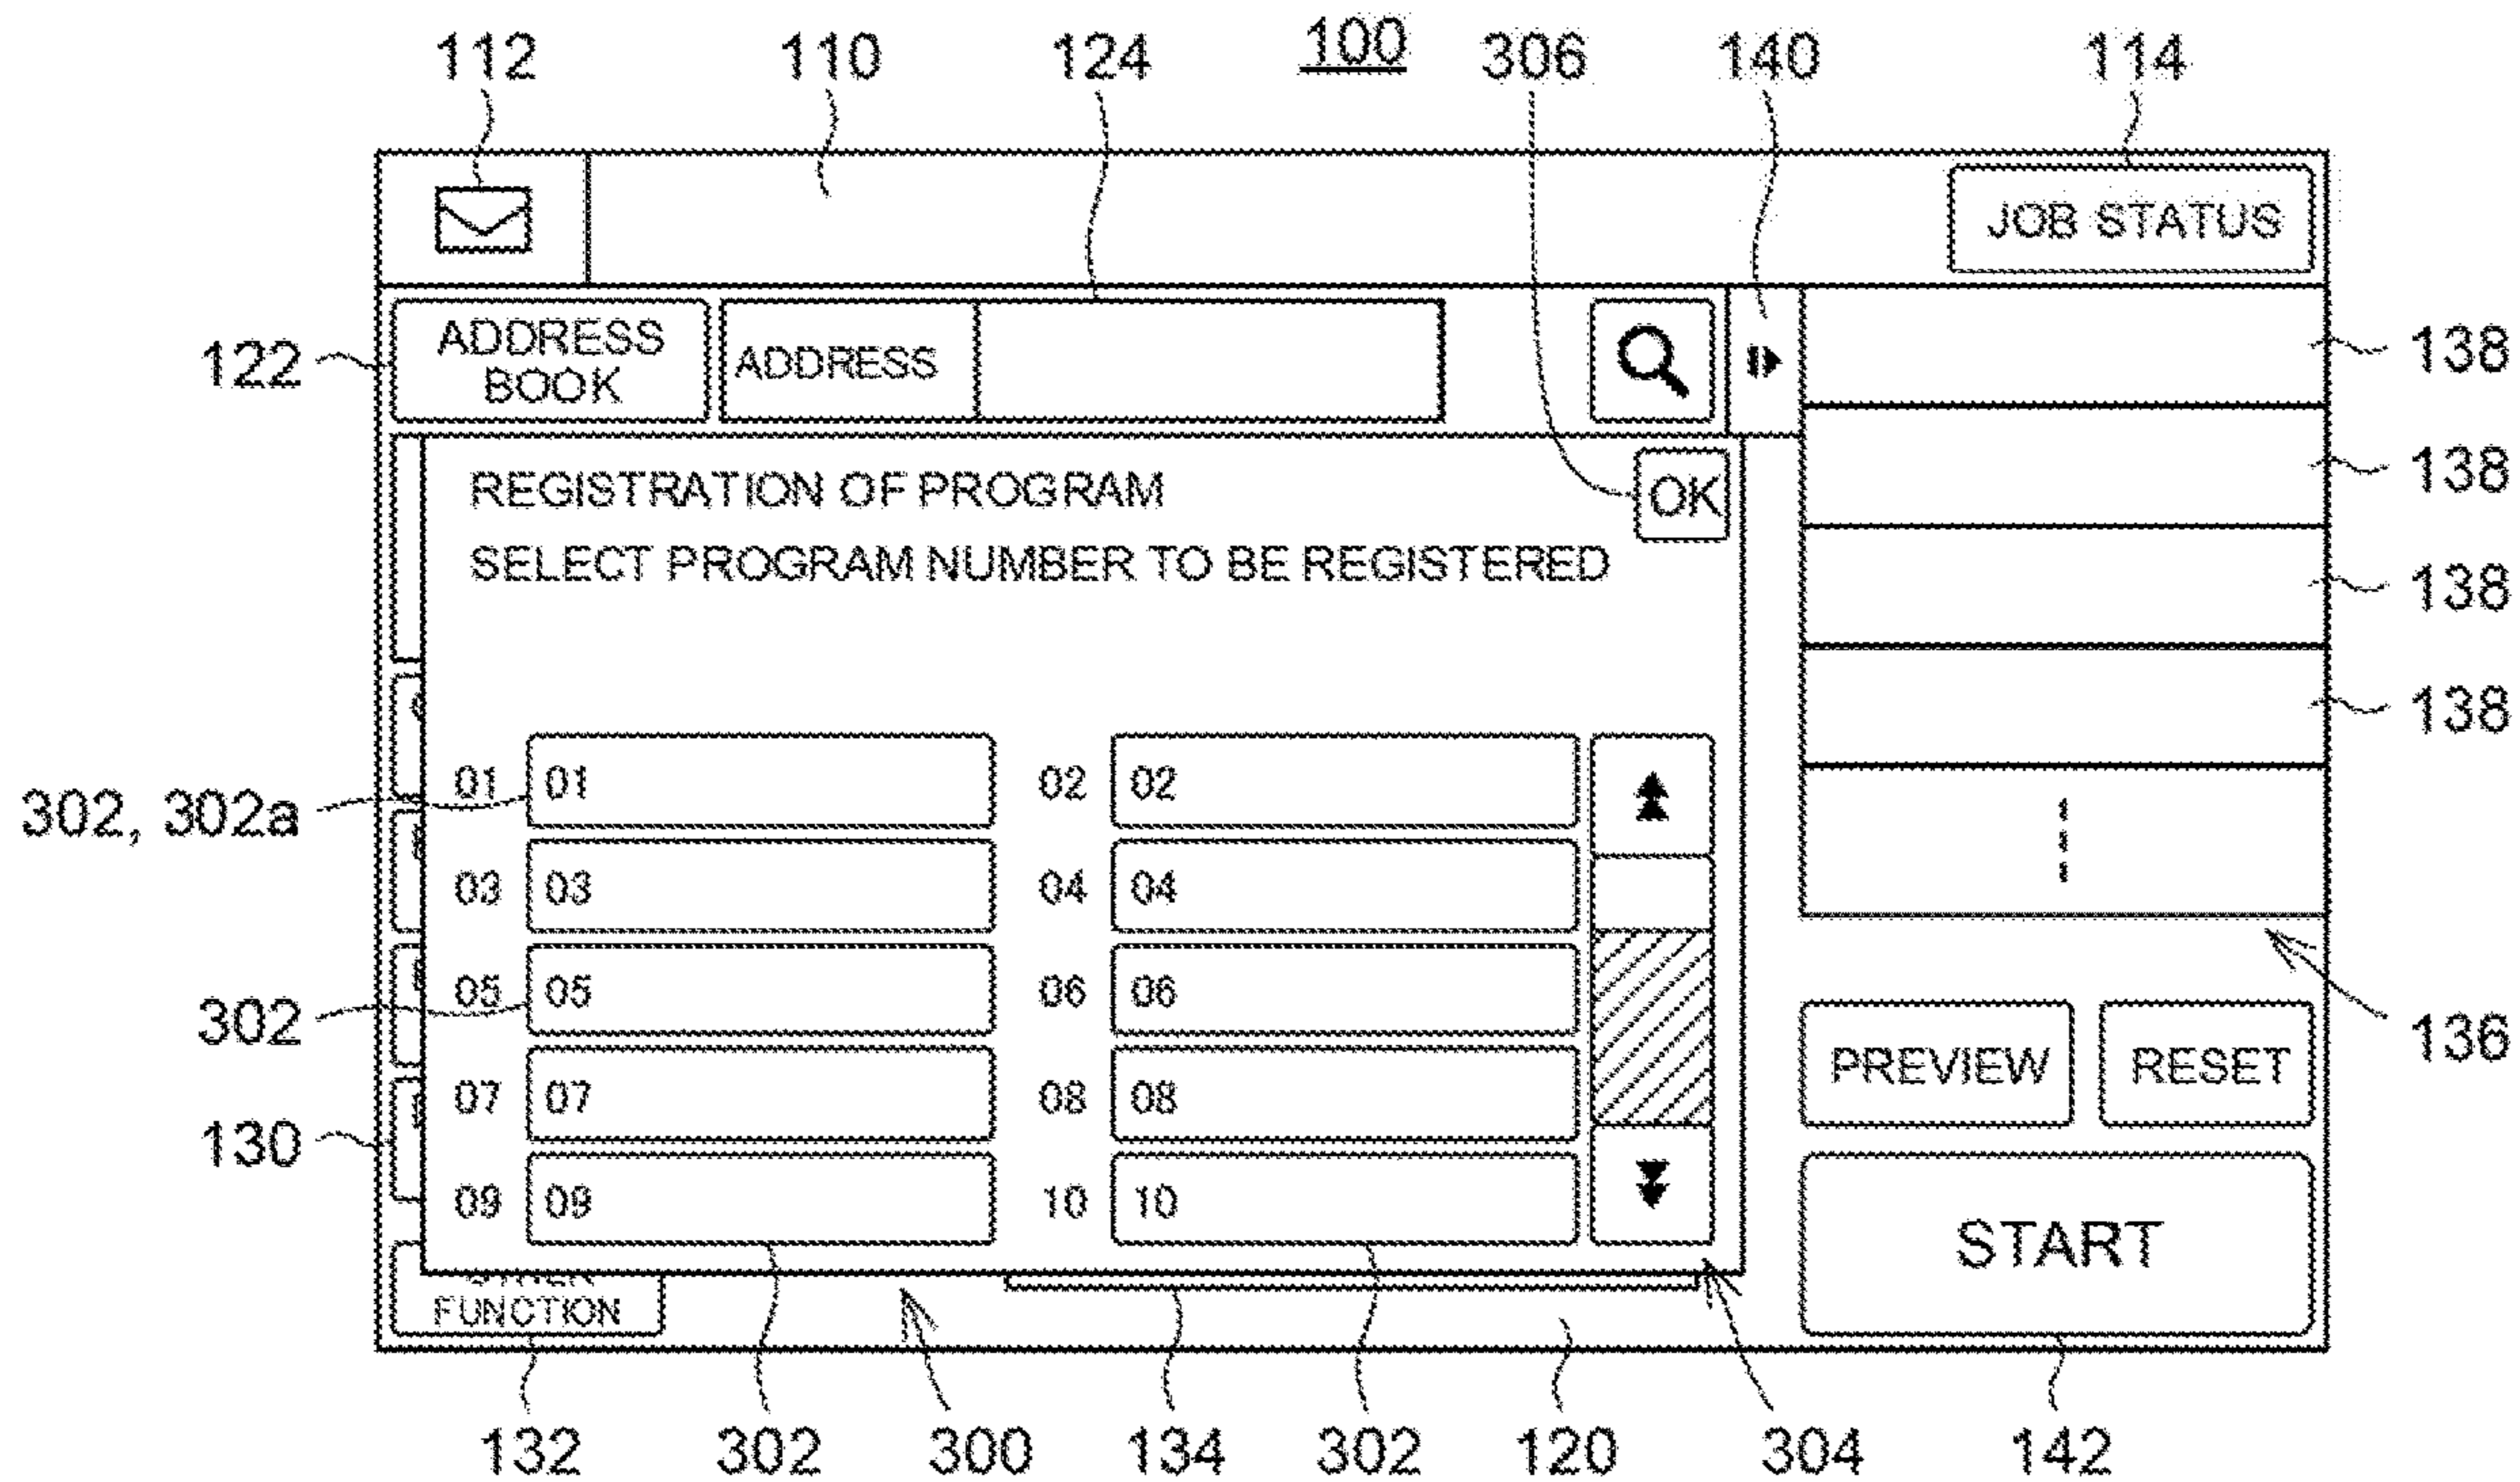 112 110 124 100 306 140 114
JOB STATUS
122
ADDRESS
BOOK
ADDRESS
138
REGISTRATION OF PROGRAM
OK
138
SELECT PROGRAM NUMBER TO BE REGISTERED
138
138
302, 302a
01 01 02 02
03 03 04 04
302
05 05 06 06
136
130
07 07 08 08
PREVIEW RESET
09 09 10 10
START
FUNCTION
132 302 300 134 302 120 304 142